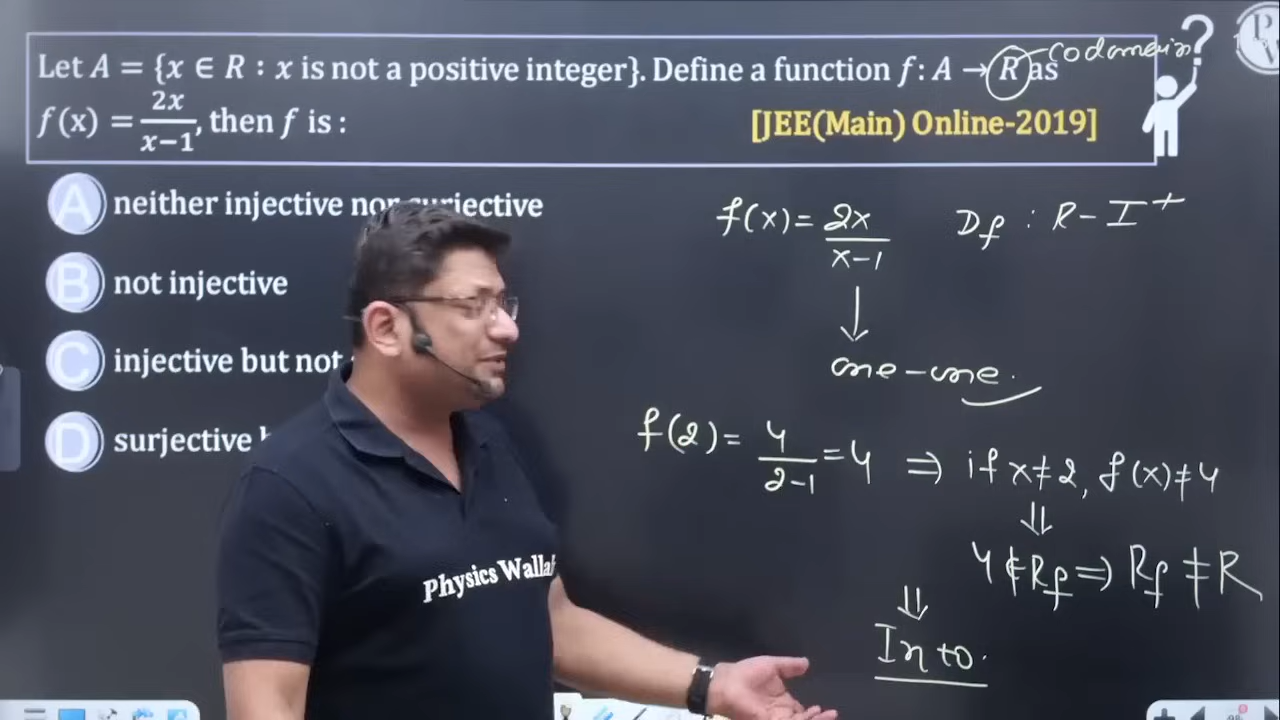 Let A = {x ∈ R : x is not a positive integer}. Define a function f: A → R as
codomain
f(x) = 2x/x−1, then f is :
[JEE(Main) Online-2019]
A neither injective nor surjective
B not injective
C injective but not
D surjective
f(x) = 2x/x−1
Df : R − I⁺
↓
one-one.
f(2) = 4/2−1 = 4 ⇒ if x ≠ 2, f(x) ≠ 4
⇓
4 ∉ Rf ⇒ Rf ≠ R
⇓
Into.
Physics Wallah
PW
?